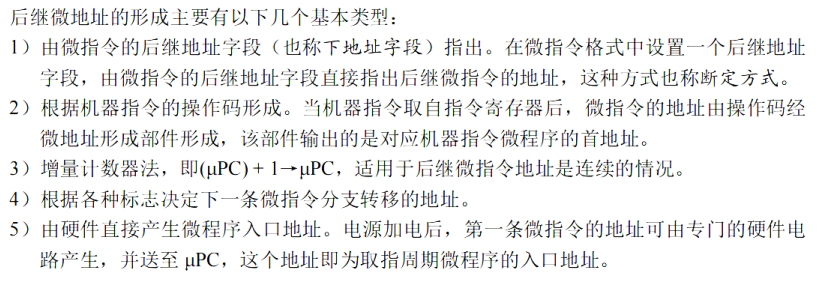 后继微地址的形成主要有以下几个基本类型：
1）由微指令的后继地址字段（也称下地址字段）指出。在微指令格式中设置一个后继地址
字段，由微指令的后继地址字段直接指出后继微指令的地址，这种方式也称断定方式。
2）根据机器指令的操作码形成。当机器指令取自指令寄存器后，微指令的地址由操作码经
微地址形成部件形成，该部件输出的是对应机器指令微程序的首地址。
3）增量计数器法，即(μPC) + 1→μPC，适用于后继微指令地址是连续的情况。
4）根据各种标志决定下一条微指令分支转移的地址。
5）由硬件直接产生微程序入口地址。电源加电后，第一条微指令的地址可由专门的硬件电
路产生，并送至 μPC，这个地址即为取指周期微程序的入口地址。